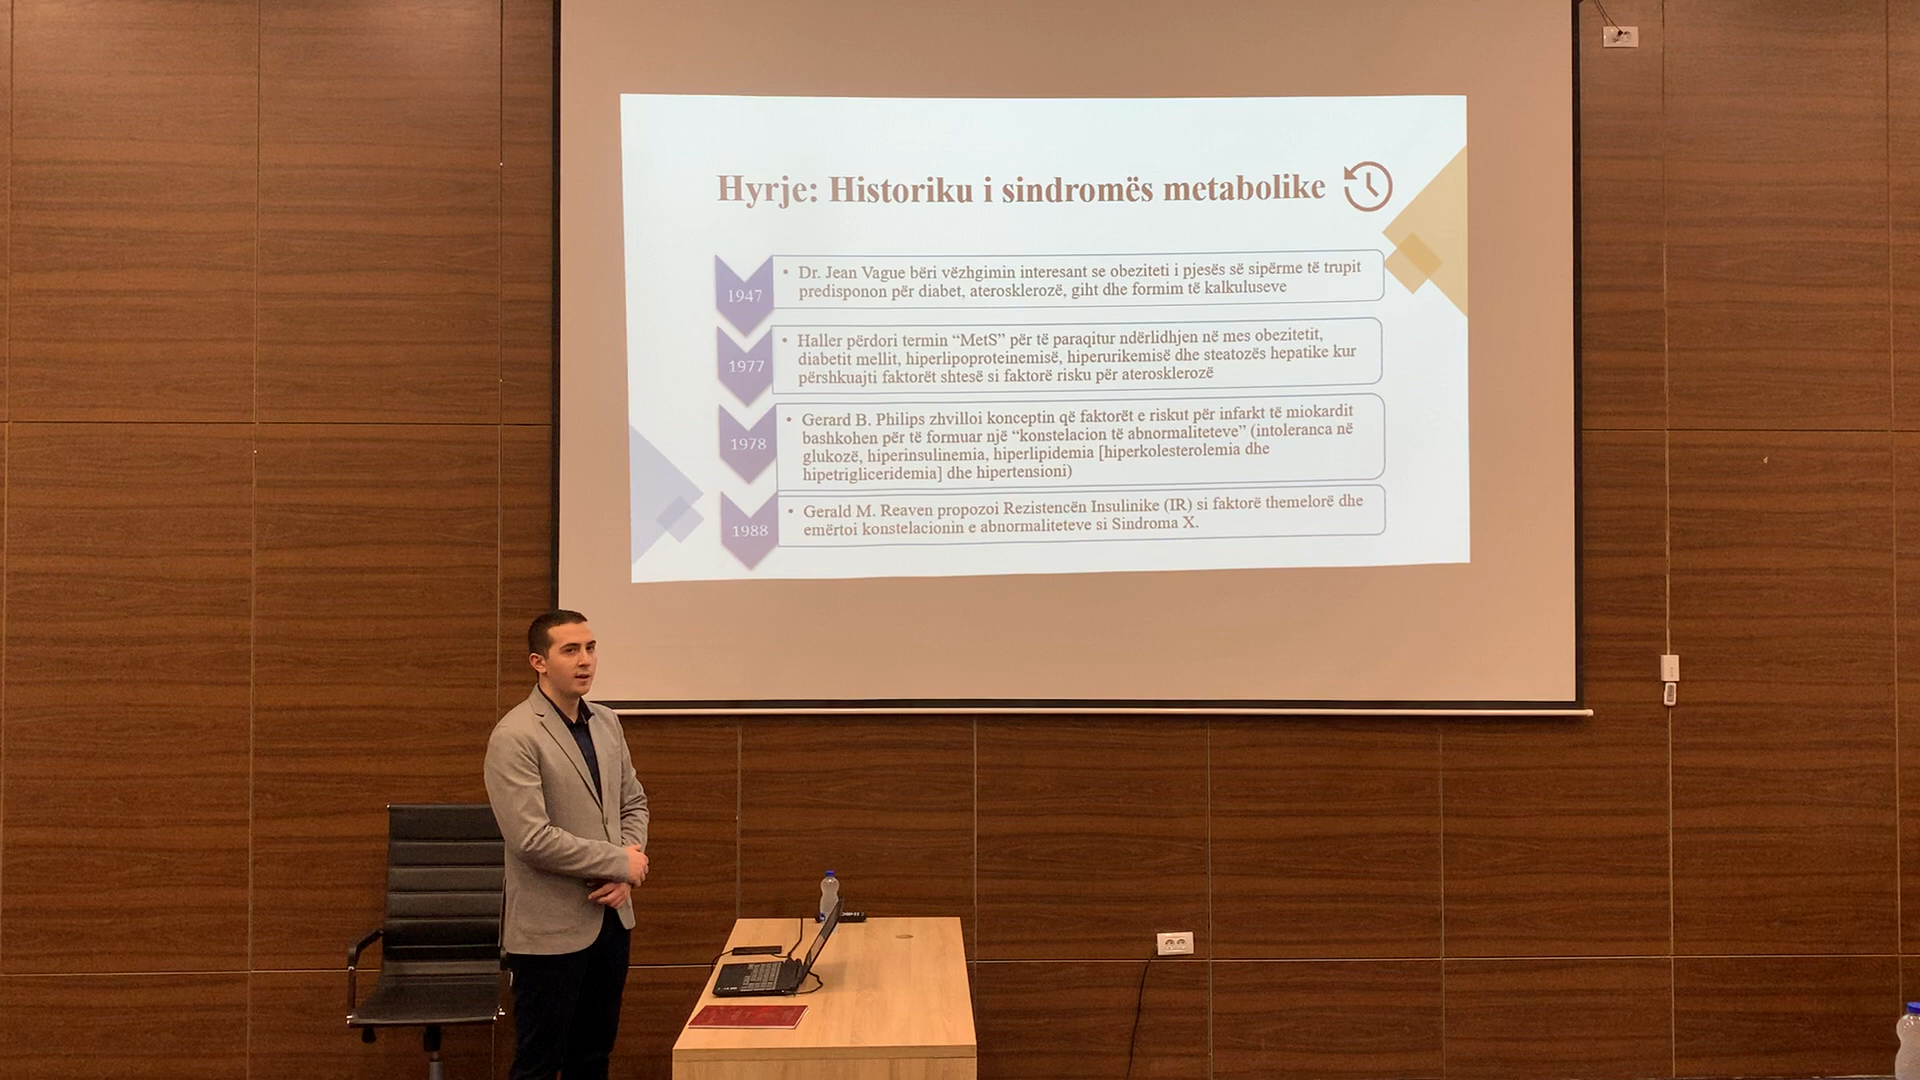 Hyrje: Historiku i sindromës metabolike
1947
• Dr. Jean Vague bëri vëzhgimin interesant se obeziteti i pjesës së sipërme të trupit
predisponon për diabet, aterosklerozë, giht dhe formim të kalkuluseve
1977
• Haller përdori termin “MetS” për të paraqitur ndërlidhjen në mes obezitetit,
diabetit mellit, hiperlipoproteinemisë, hiperurikemisë dhe steatozës hepatike kur
përshkuajti faktorët shtesë si faktorë risku për aterosklerozë
1978
• Gerard B. Philips zhvilloi konceptin që faktorët e riskut për infarkt të miokardit
bashkohen për të formuar një “konstelacion të abnormaliteteve” (intoleranca në
glukozë, hiperinsulinemia, hiperlipidemia [hiperkolesterolemia dhe
hipetrigliceridemia] dhe hipertensioni)
1988
• Gerald M. Reaven propozoi Rezistencën Insulinike (IR) si faktorë themelorë dhe
emërtoi konstelacionin e abnormaliteteve si Sindroma X.